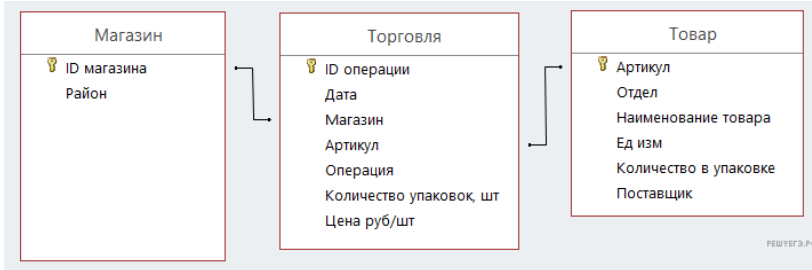 Магазин
ID магазина
Район
Торговля
ID операции
Дата
Магазин
Артикул
Операция
Количество упаковок, шт
Цена руб/шт
Товар
Артикул
Отдел
Наименование товара
Ед изм
Количество в упаковке
Поставщик